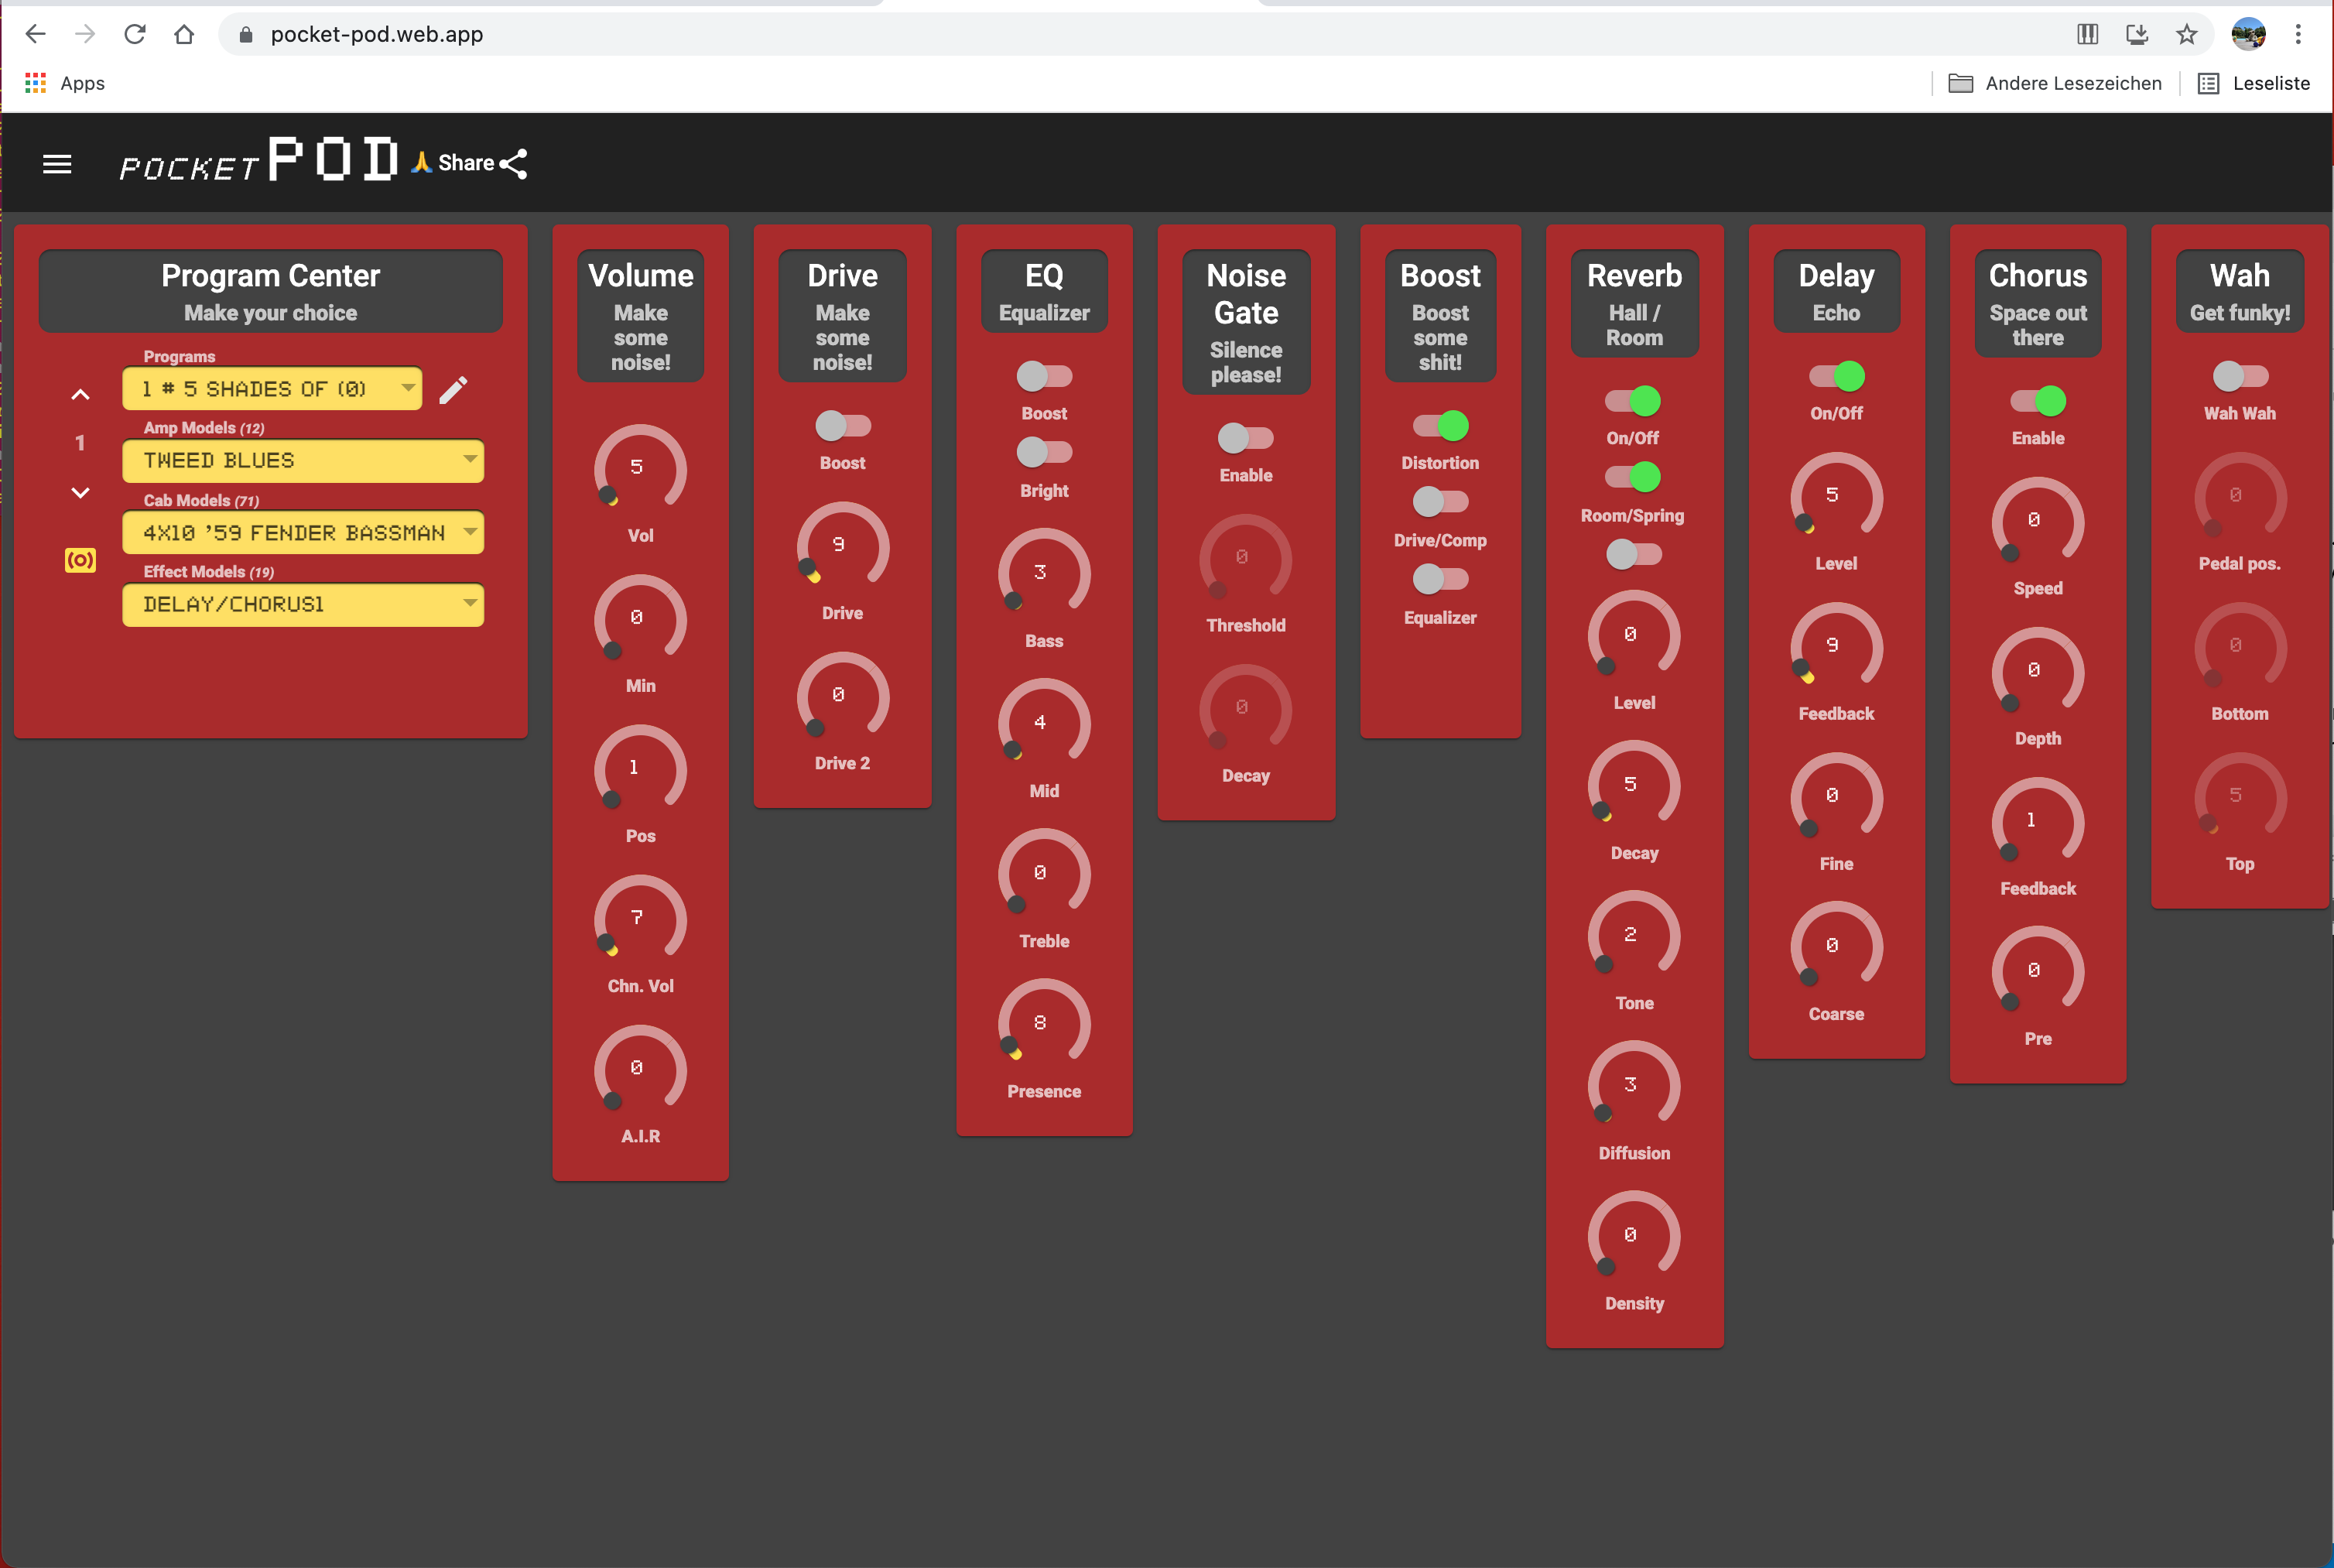 pocket-pod.web.app
Apps
Andere Lesezeichen
Leseliste
POCKET POD 🙏 Share
Program Center
Make your choice
Programs
1 # 5 SHADES OF (0)
1
Amp Models (12)
TWEED BLUES
Cab Models (71)
4X10 '59 FENDER BASSMAN
Effect Models (19)
DELAY/CHORUS1
Volume
Make
some
noise!
5
Vol
0
Min
1
Pos
7
Chn. Vol
0
A.I.R
Drive
Make
some
noise!
Boost
9
Drive
0
Drive 2
EQ
Equalizer
Boost
Bright
3
Bass
4
Mid
0
Treble
8
Presence
Noise
Gate
Silence
please!
Enable
0
Threshold
0
Decay
Boost
Boost
some
shit!
Distortion
Drive/Comp
Equalizer
Reverb
Hall /
Room
On/Off
Room/Spring
0
Level
5
Decay
2
Tone
3
Diffusion
0
Density
Delay
Echo
On/Off
5
Level
9
Feedback
0
Fine
0
Coarse
Chorus
Space out
there
Enable
0
Speed
0
Depth
1
Feedback
0
Pre
Wah
Get funky!
Wah Wah
0
Pedal pos.
0
Bottom
5
Top